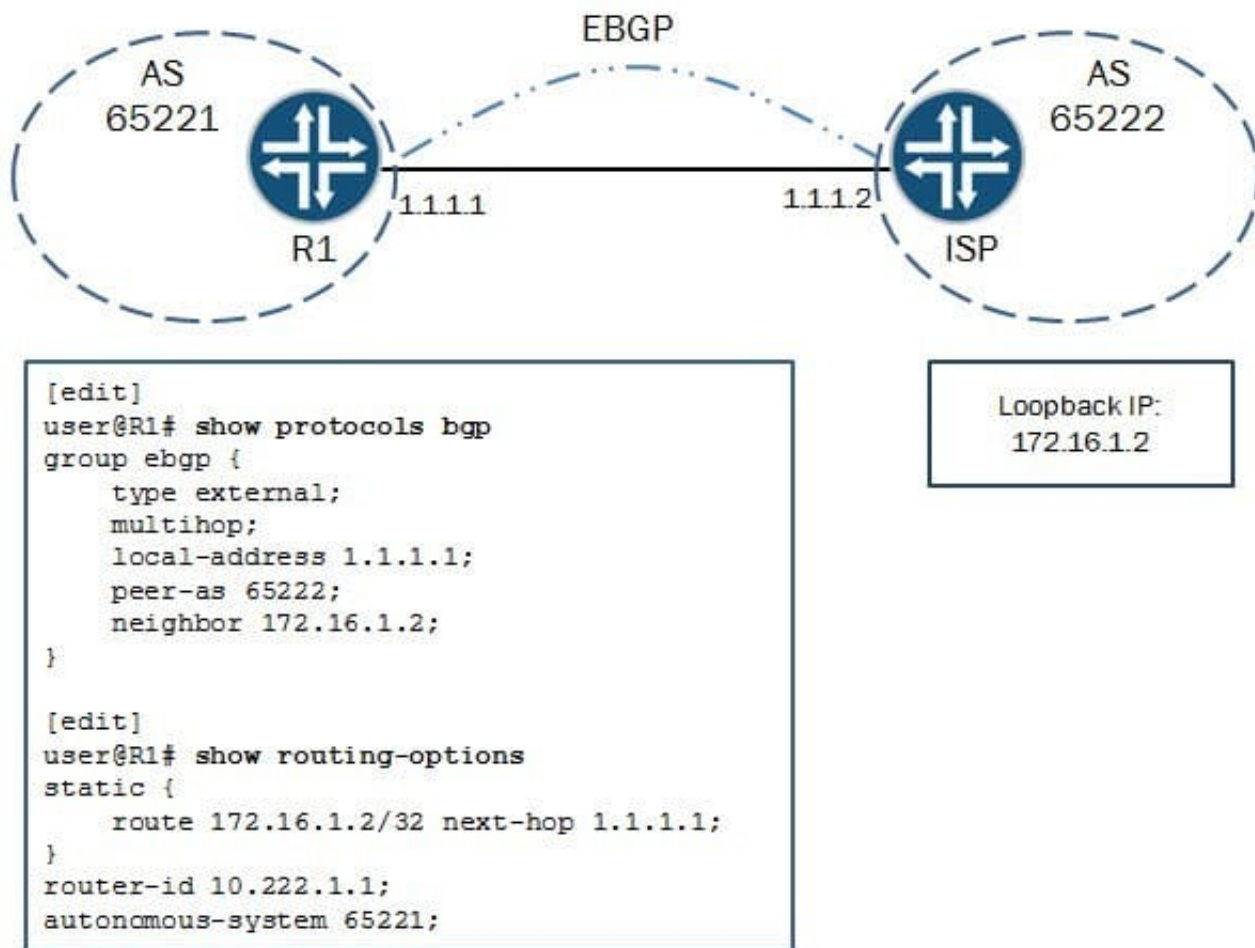 EBGP
AS
65221
AS
65222
1.1.1.1
1.1.1.2
R1
ISP
[edit]
user@R1# show protocols bgp
group ebgp {
    type external;
    multihop;
    local-address 1.1.1.1;
    peer-as 65222;
    neighbor 172.16.1.2;
}
[edit]
user@R1# show routing-options
static {
    route 172.16.1.2/32 next-hop 1.1.1.1;
}
router-id 10.222.1.1;
autonomous-system 65221;
Loopback IP:
172.16.1.2